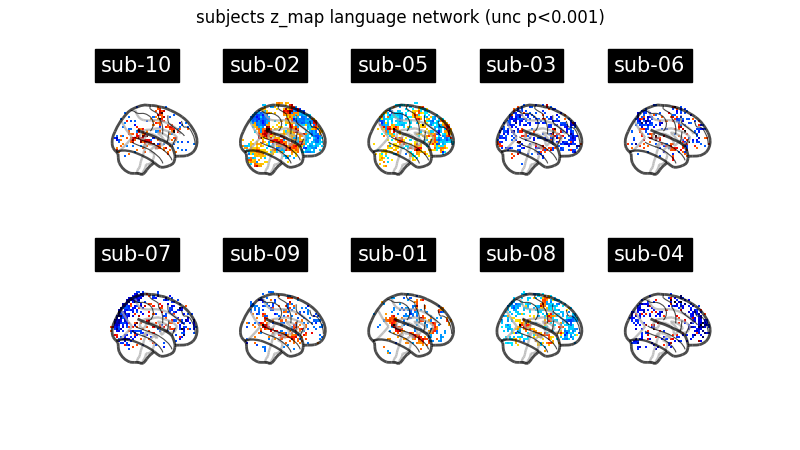 subjects z_map language network (unc p<0.001)
sub-10 sub-02 sub-05 sub-03 sub-06
sub-07 sub-09 sub-01 sub-08 sub-04